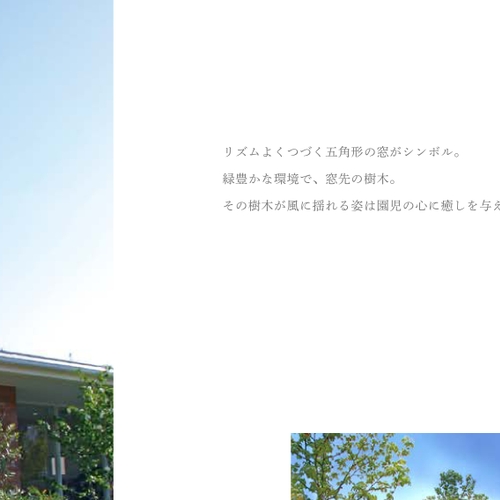 リズムよくつづく五角形の窓がシンボル。
緑豊かな環境で、窓先の樹木。
その樹木が風に揺れる姿は園児の心に癒しを与え